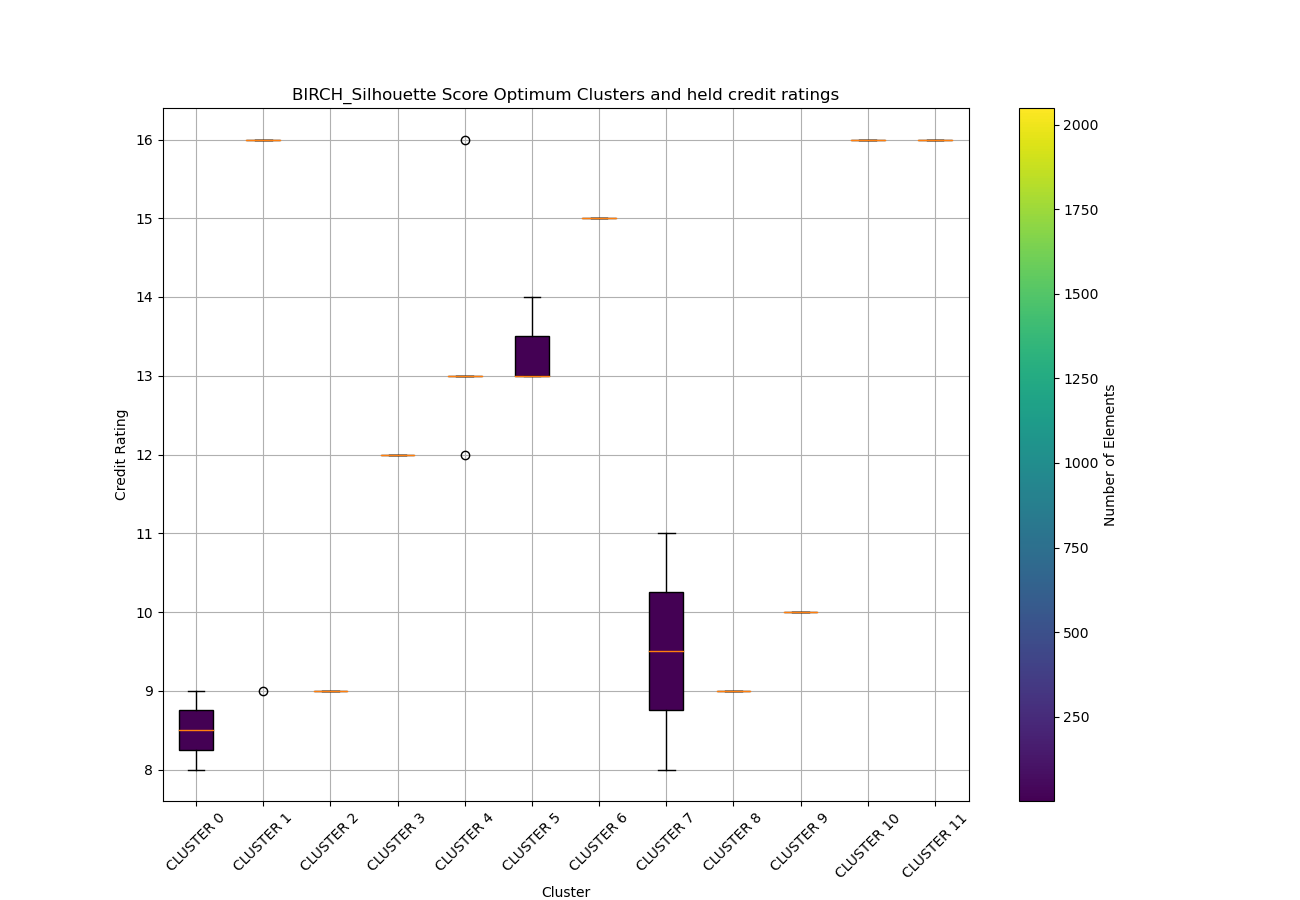 BIRCH_Silhouette Score Optimum Clusters and held credit ratings
16
15
14
13
12
11
10
9
8
Credit Rating
CLUSTER 0
CLUSTER 1
CLUSTER 2
CLUSTER 3
CLUSTER 4
CLUSTER 5
CLUSTER 6
CLUSTER 7
CLUSTER 8
CLUSTER 9
CLUSTER 10
CLUSTER 11
Cluster
2000
1750
1500
1250
1000
750
500
250
Number of Elements